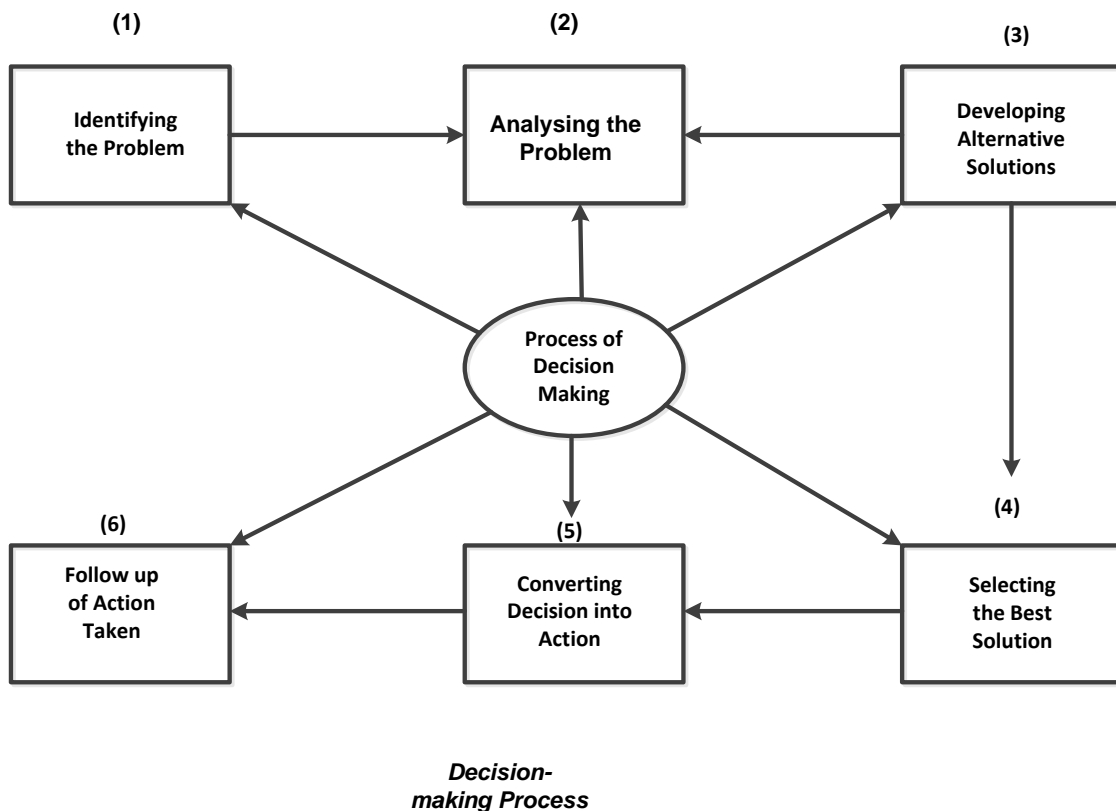 (1)
(2)
(3)
Identifying
the Problem
Analysing the
Problem
Developing
Alternative
Solutions
Process of
Decision
Making
(4)
(5)
(6)
Selecting
the Best
Solution
Converting
Decision into
Action
Follow up
of Action
Taken
Decision-
making Process